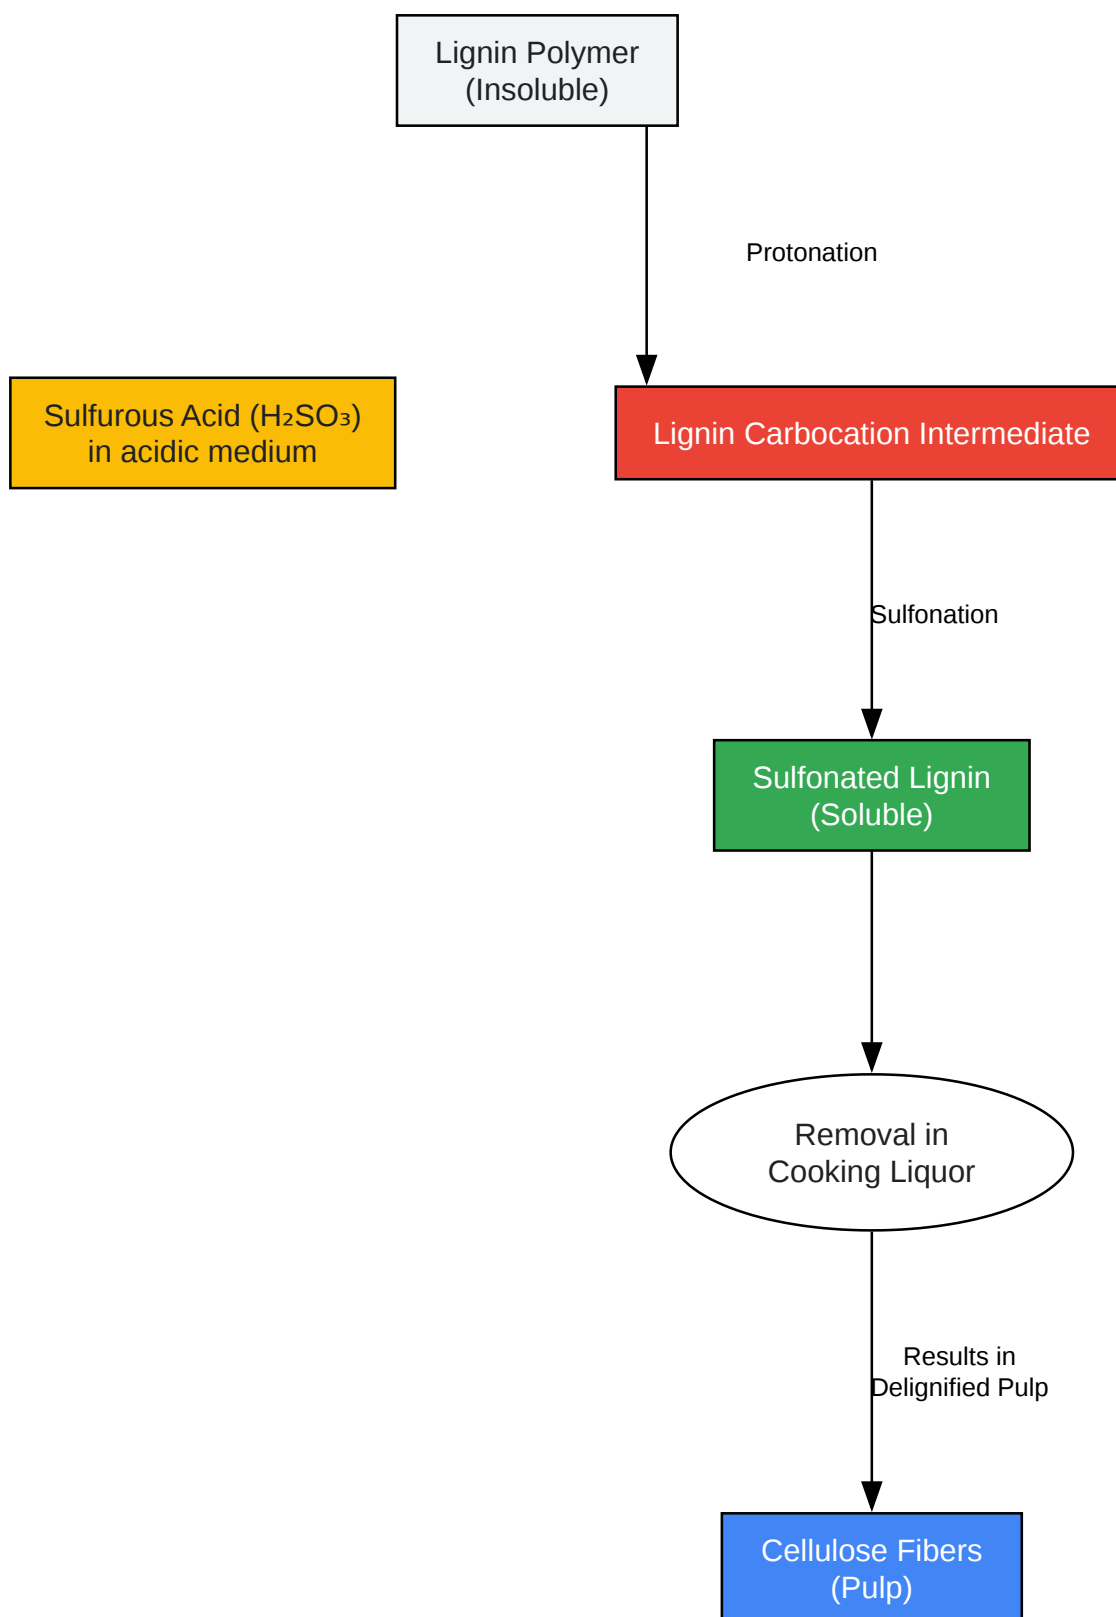 Lignin Polymer
(Insoluble)
Protonation
Sulfurous Acid (H₂SO₃)
in acidic medium
Lignin Carbocation Intermediate
Sulfonation
Sulfonated Lignin
(Soluble)
Removal in
Cooking Liquor
Results in
Delignified Pulp
Cellulose Fibers
(Pulp)